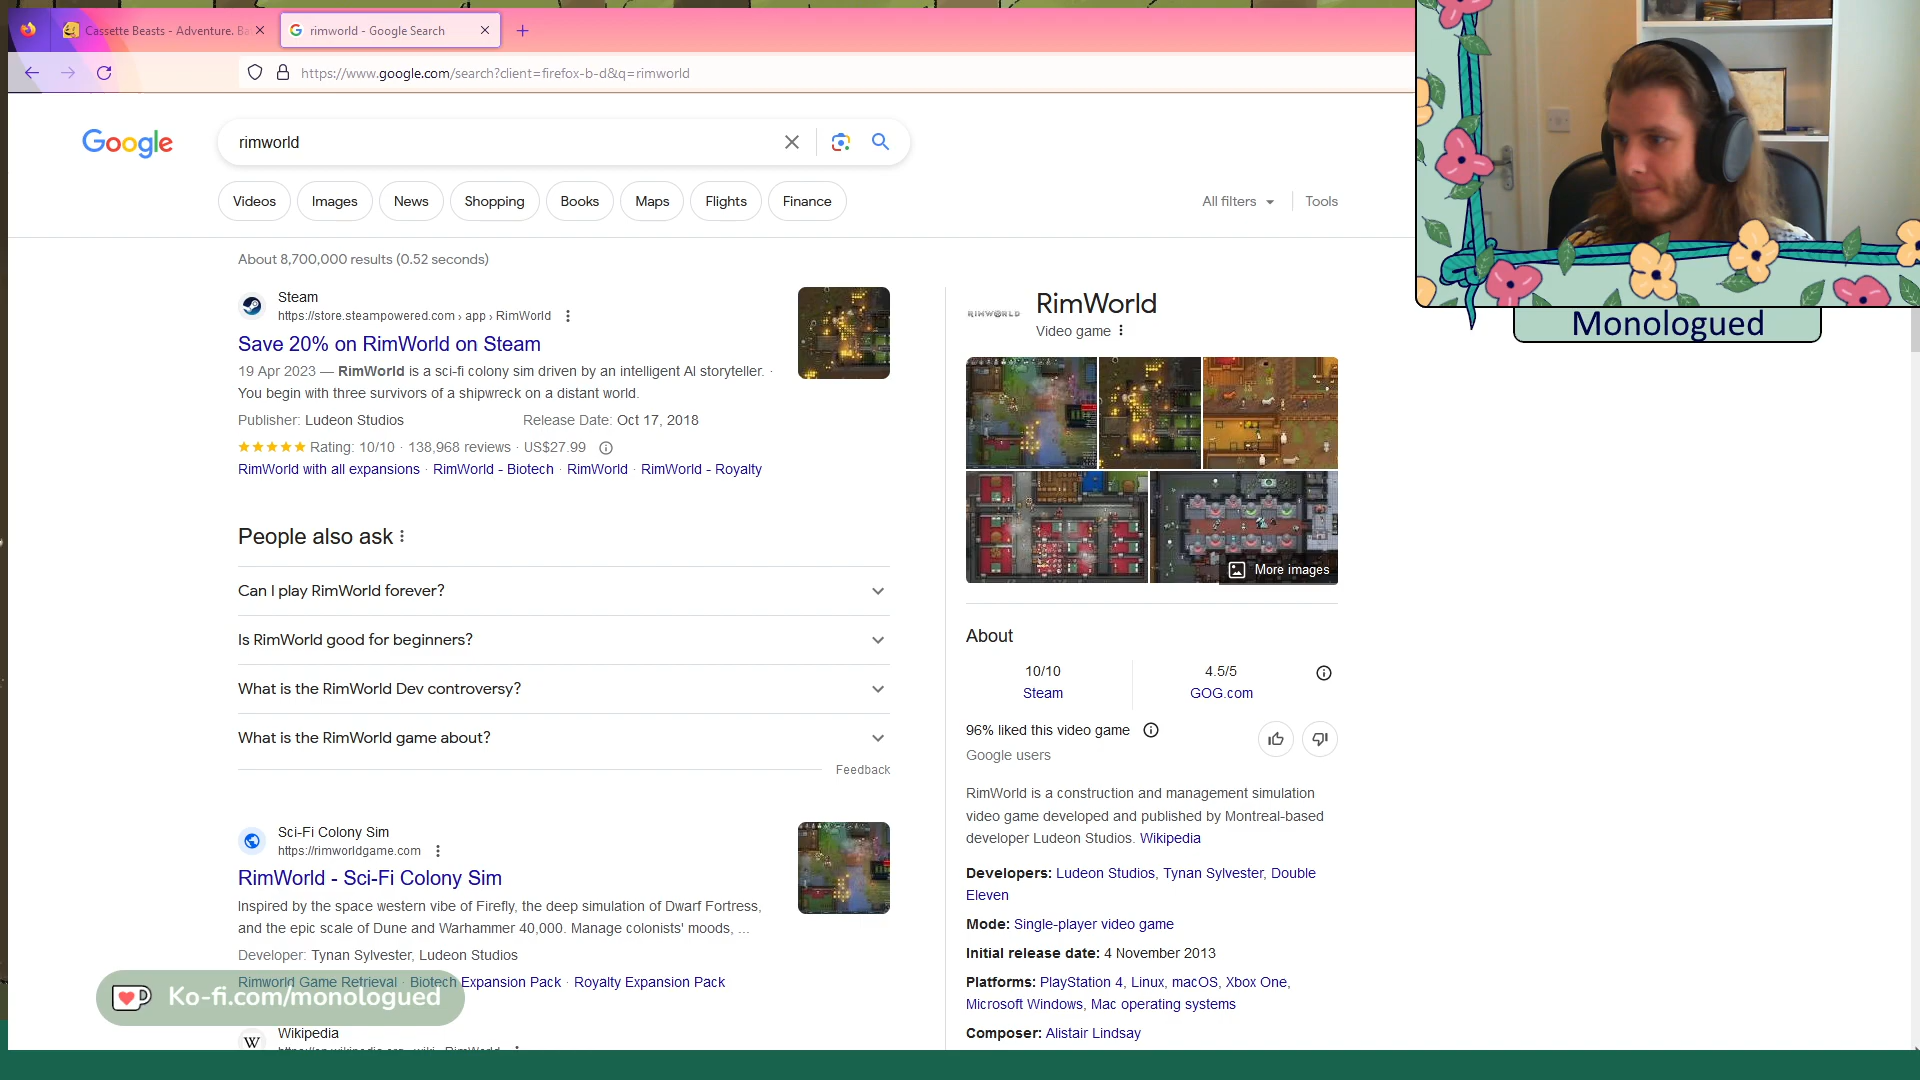 Cassette Beasts - Adventure. Ba
rimworld - Google Search
https://www.google.com/search?client=firefox-b-d&q=rimworld
Google
rimworld
Videos
Images
News
Shopping
Books
Maps
Flights
Finance
All filters
Tools
About 8,700,000 results (0.52 seconds)
Steam
https://store.steampowered.com › app › RimWorld
Save 20% on RimWorld on Steam
19 Apr 2023 — RimWorld is a sci-fi colony sim driven by an intelligent AI storyteller. ·
You begin with three survivors of a shipwreck on a distant world.
Publisher: Ludeon Studios
Release Date: Oct 17, 2018
Rating: 10/10 · 138,968 reviews · US$27.99
RimWorld with all expansions · RimWorld - Biotech · RimWorld · RimWorld - Royalty
People also ask
Can I play RimWorld forever?
Is RimWorld good for beginners?
What is the RimWorld Dev controversy?
What is the RimWorld game about?
Feedback
Sci-Fi Colony Sim
https://rimworldgame.com
RimWorld - Sci-Fi Colony Sim
Inspired by the space western vibe of Firefly, the deep simulation of Dwarf Fortress,
and the epic scale of Dune and Warhammer 40,000. Manage colonists' moods, ...
Developer: Tynan Sylvester, Ludeon Studios
Rimworld Game Retrieval · Biotech Expansion Pack · Royalty Expansion Pack
Ko-fi.com/monologued
W
Wikipedia
RIMWORLD
RimWorld
Video game
More images
About
10/10
Steam
4.5/5
GOG.com
96% liked this video game
Google users
RimWorld is a construction and management simulation
video game developed and published by Montreal-based
developer Ludeon Studios. Wikipedia
Developers: Ludeon Studios, Tynan Sylvester, Double
Eleven
Mode: Single-player video game
Initial release date: 4 November 2013
Platforms: PlayStation 4, Linux, macOS, Xbox One,
Microsoft Windows, Mac operating systems
Composer: Alistair Lindsay
Monologued